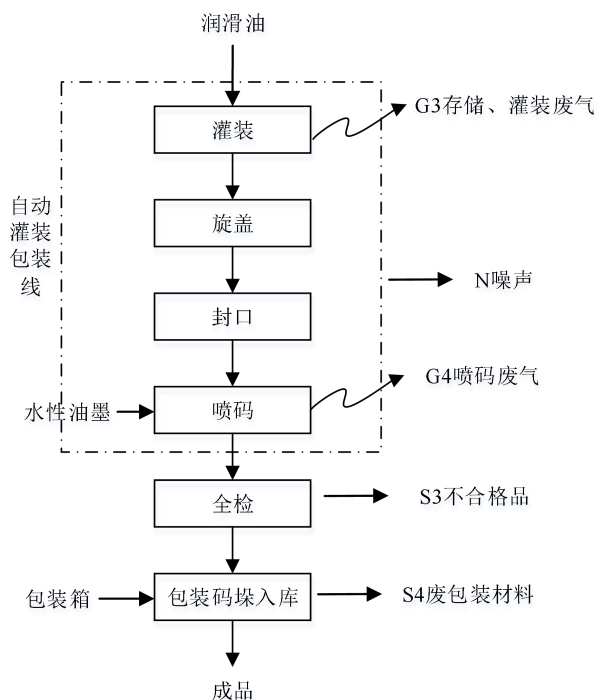 润滑油
灌装
G3存储、灌装废气
旋盖
自动
灌装
包装
线
N噪声
封口
G4喷码废气
水性油墨
喷码
全检
S3不合格品
包装箱
包装码垛入库
S4废包装材料
成品